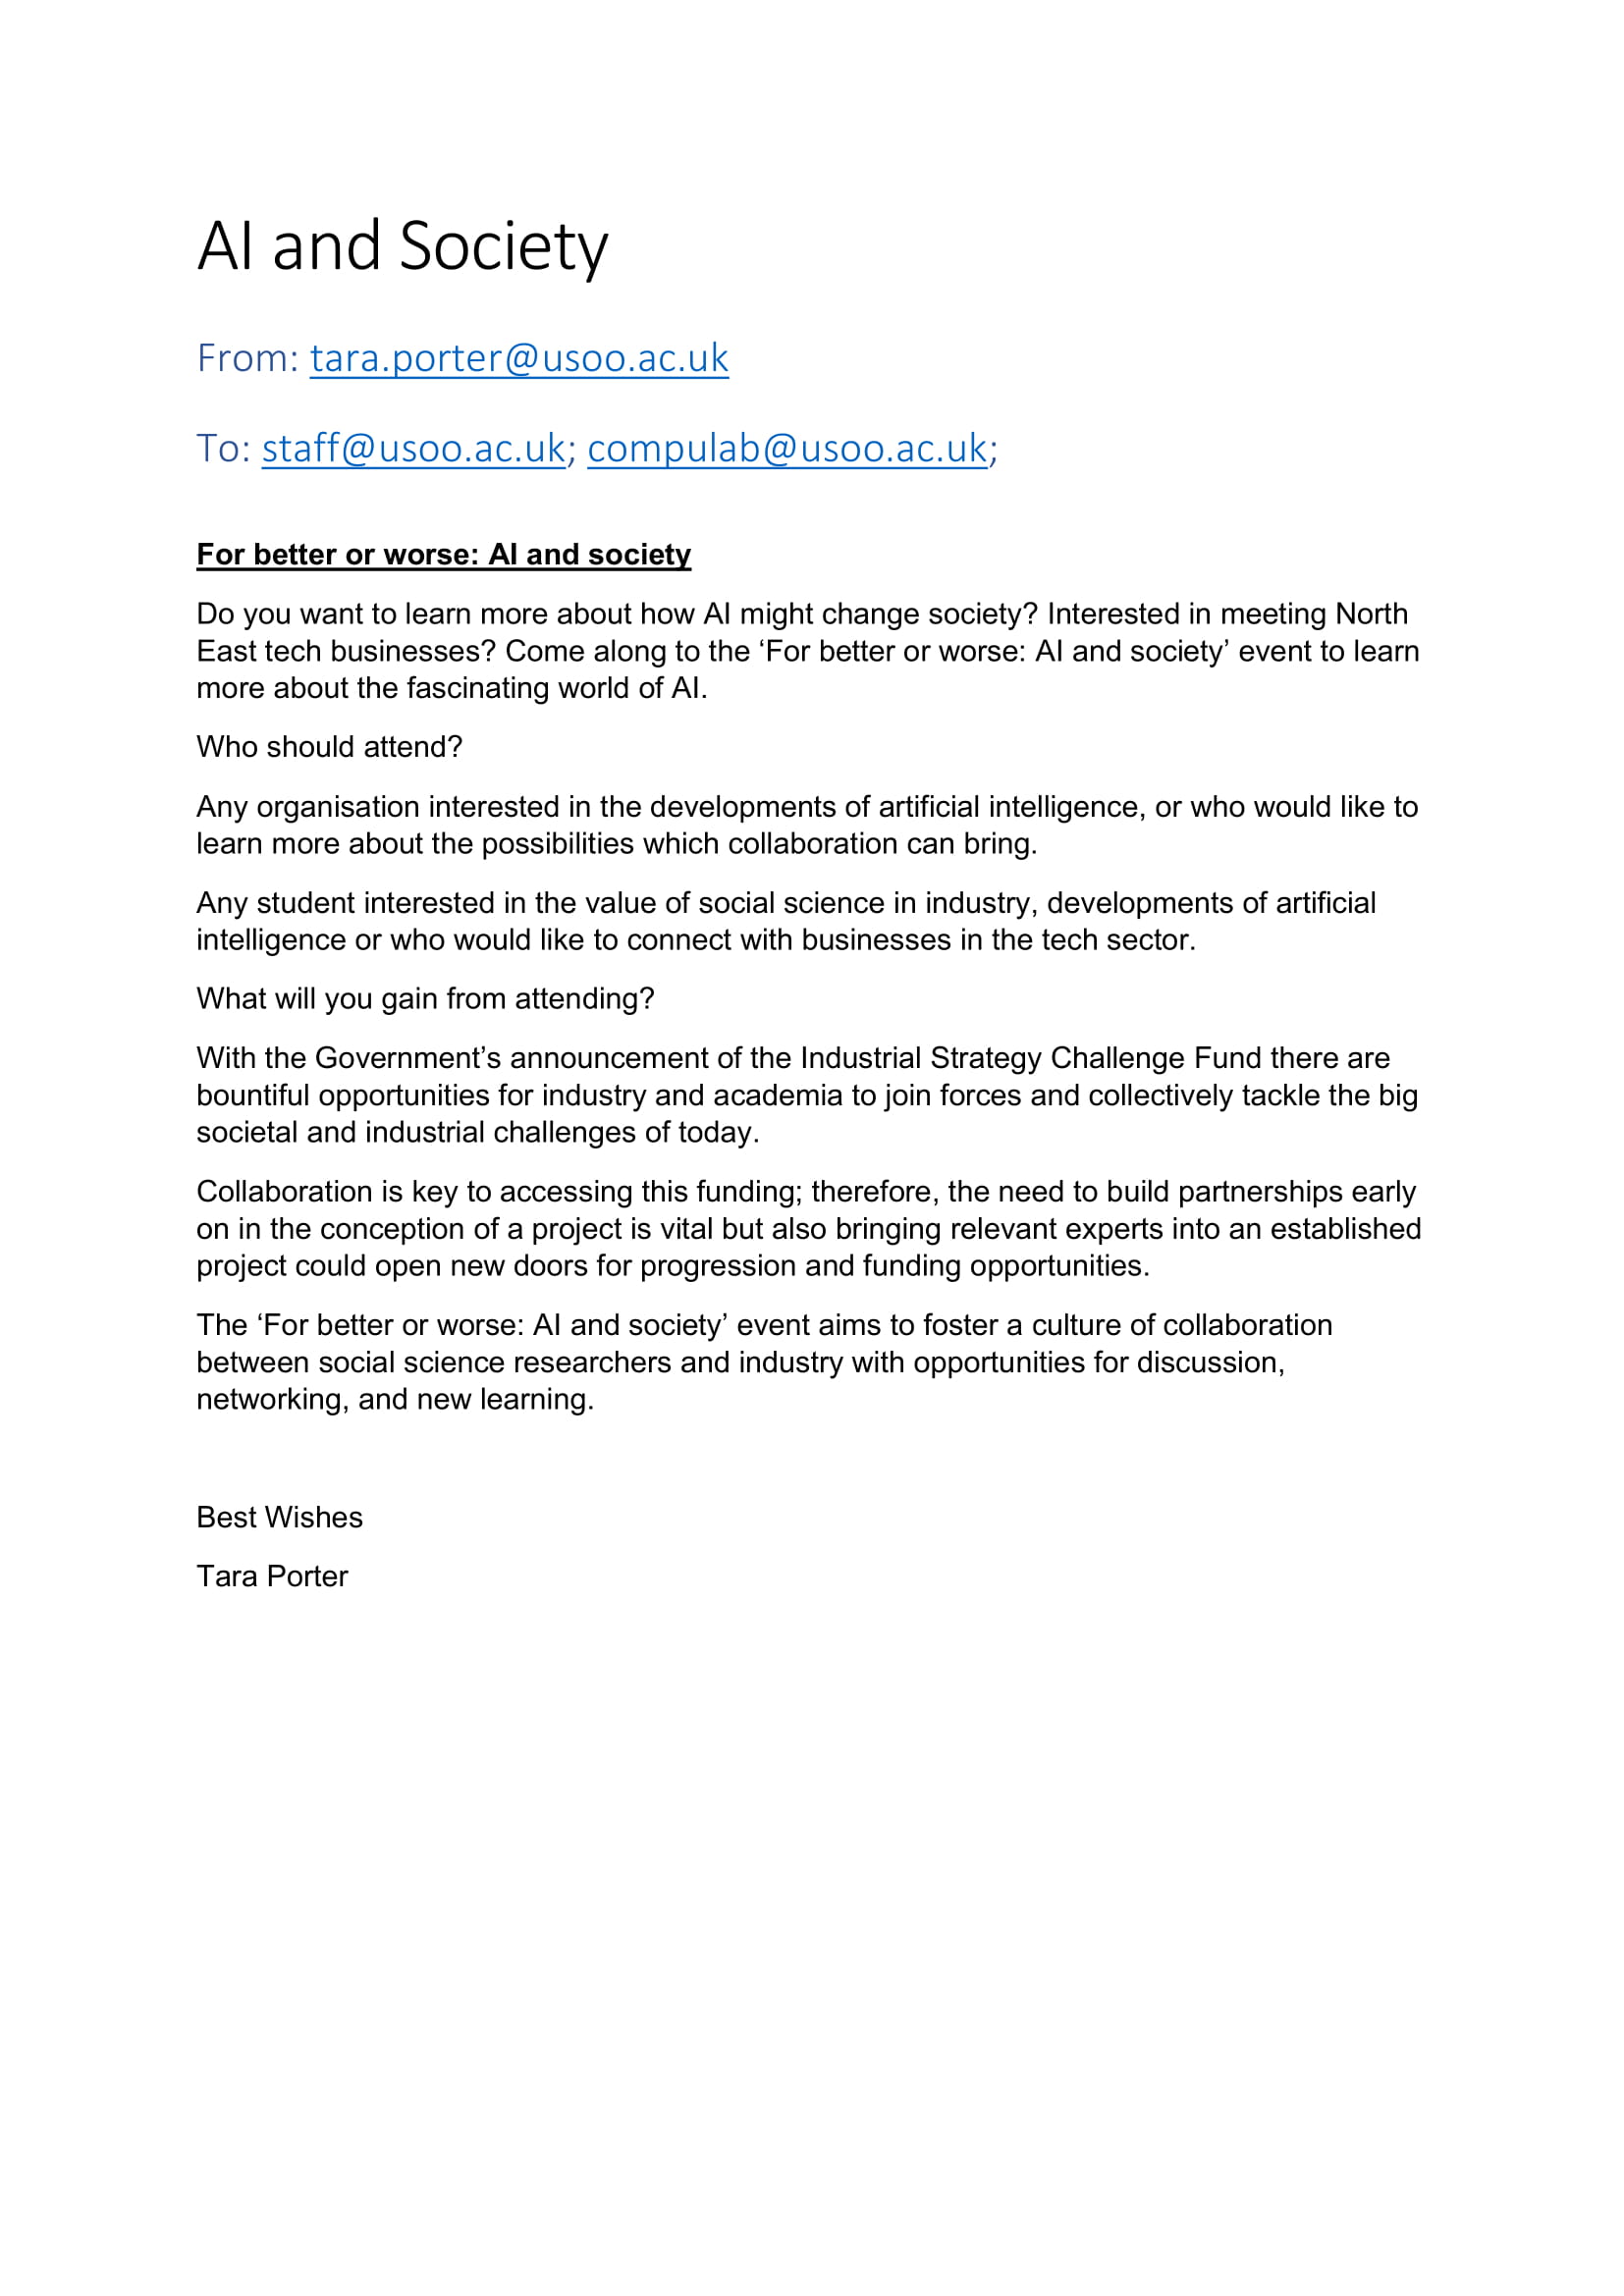 AI and Society
From: tara.porter@usoo.ac.uk
To: staff@usoo.ac.uk; compulab@usoo.ac.uk;
For better or worse: AI and society
Do you want to learn more about how AI might change society? Interested in meeting North
East tech businesses? Come along to the ‘For better or worse: AI and society’ event to learn
more about the fascinating world of AI.
Who should attend?
Any organisation interested in the developments of artificial intelligence, or who would like to
learn more about the possibilities which collaboration can bring.
Any student interested in the value of social science in industry, developments of artificial
intelligence or who would like to connect with businesses in the tech sector.
What will you gain from attending?
With the Government’s announcement of the Industrial Strategy Challenge Fund there are
bountiful opportunities for industry and academia to join forces and collectively tackle the big
societal and industrial challenges of today.
Collaboration is key to accessing this funding; therefore, the need to build partnerships early
on in the conception of a project is vital but also bringing relevant experts into an established
project could open new doors for progression and funding opportunities.
The ‘For better or worse: AI and society’ event aims to foster a culture of collaboration
between social science researchers and industry with opportunities for discussion,
networking, and new learning.
Best Wishes
Tara Porter